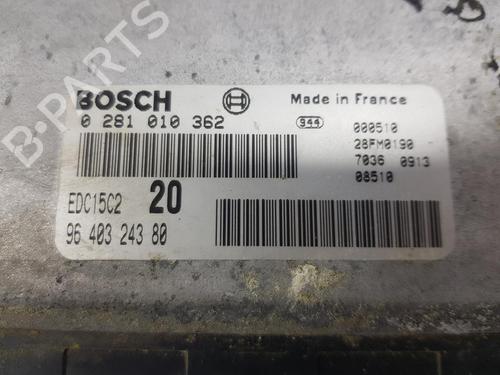 BOSCH
Made in France
0 281 010 362
944
000510
28FM0190
7036 0913
08510
EDC15C2 20
96 403 243 80
B-PARTS